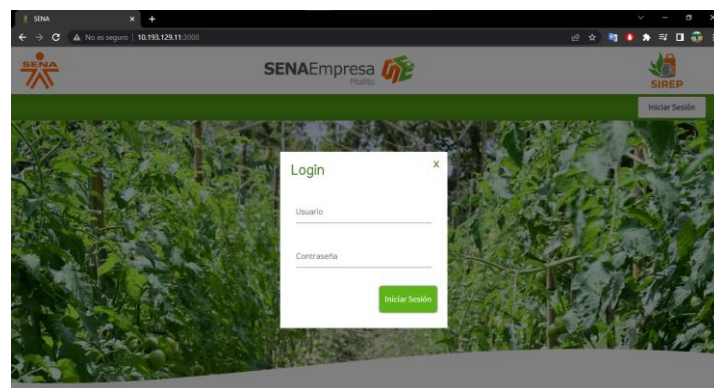 SENA
No es seguro | 10.193.129.11:3000
SENA
SENAEmpresa
Pitalito
SIREP
Iniciar Sesión
Login
x
Usuario
Contraseña
Iniciar Sesión